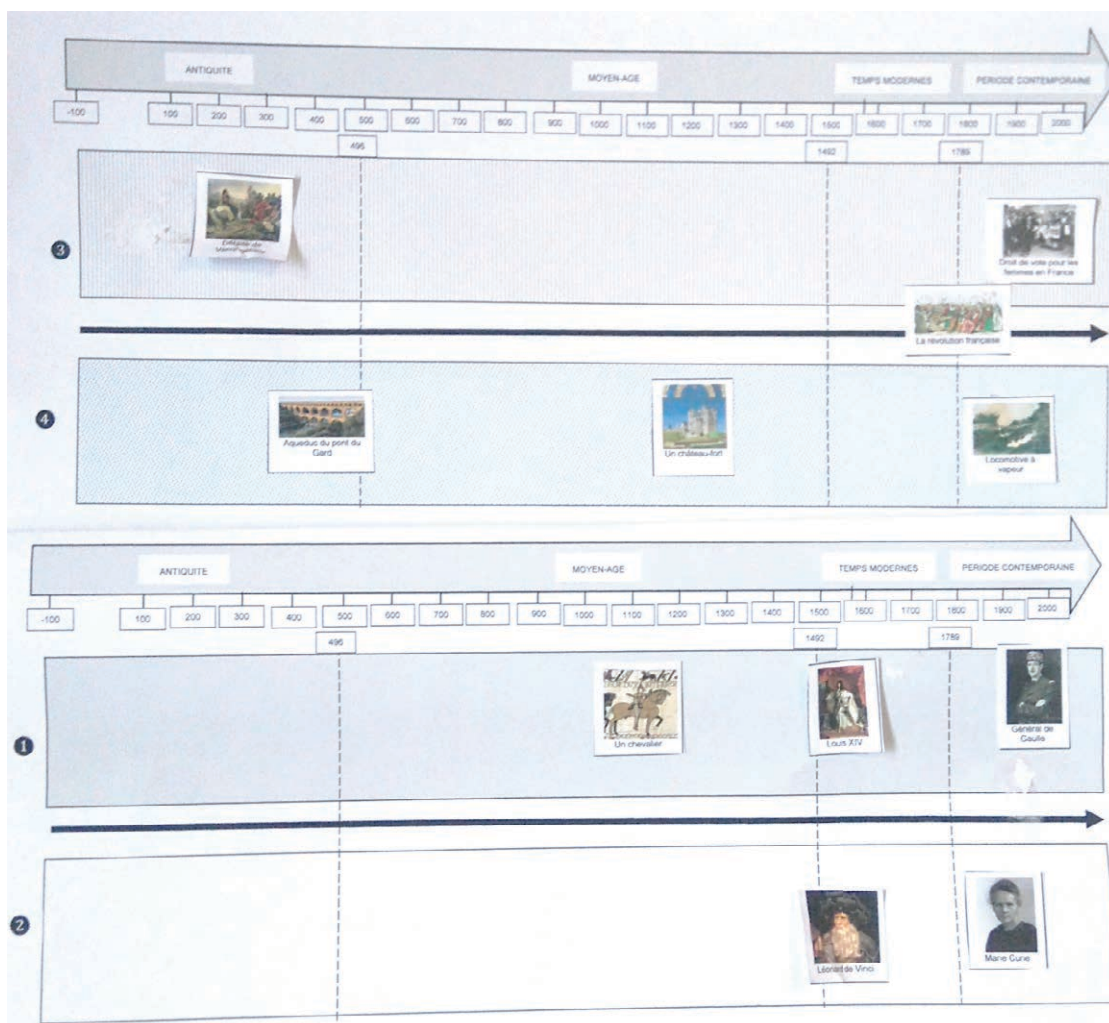 ANTIQUITE MOYEN-AGE TEMPS MODERNES PERIODE CONTEMPORAINE
-100 100 200 300 400 500 600 700 800 900 1000 1100 1200 1300 1400 1500 1600 1700 1800 1900 2000
496 1492 1789
❸
Droit de vote pour les
femmes en France
La révolution française
❹
Aqueduc du pont du
Gard
Un château-fort
Locomotive à
vapeur
ANTIQUITE MOYEN-AGE TEMPS MODERNES PERIODE CONTEMPORAINE
-100 100 200 300 400 500 600 700 800 900 1000 1100 1200 1300 1400 1500 1600 1700 1800 1900 2000
496 1492 1789
❶
Un chevalier
Louis XIV
Général de
Gaulle
❷
Léonard de Vinci
Marie Curie